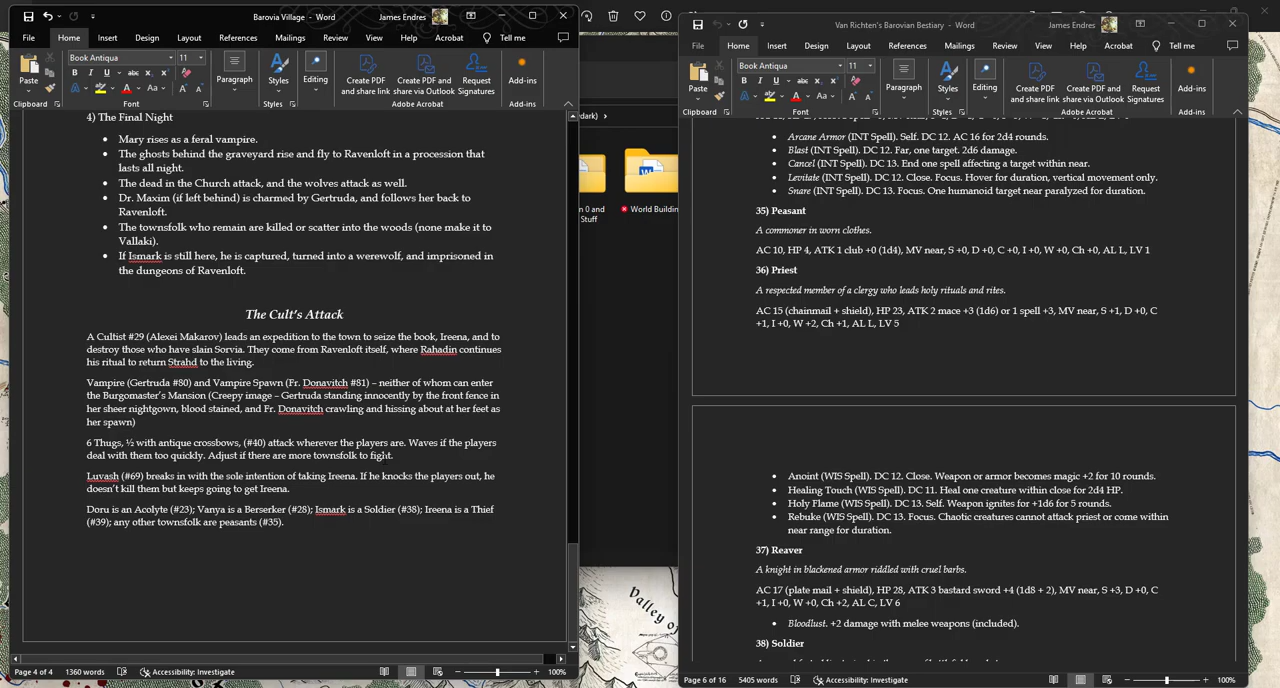 Barovia Village - Word
James Endres
File Home Insert Design Layout References Mailings Review View Help Acrobat Tell me
Book Antiqua 11
Paste
Paragraph
Styles
Editing
Create PDF and share link
Create PDF and share via Outlook
Request Signatures
Add-ins
Clipboard Font Styles Adobe Acrobat Add-ins
4) The Final Night
Mary rises as a feral vampire.
The ghosts behind the graveyard rise and fly to Ravenloft in a procession that
lasts all night.
The dead in the Church attack, and the wolves attack as well.
Dr. Maxim (if left behind) is charmed by Gertruda, and follows her back to
Ravenloft.
The townsfolk who remain are killed or scatter into the woods (none make it to
Vallaki).
If Ismark is still here, he is captured, turned into a werewolf, and imprisoned in
the dungeons of Ravenloft.
The Cult's Attack
A Cultist #29 (Alexei Makarov) leads an expedition to the town to seize the book, Ireena, and to
destroy those who have slain Sorvia. They come from Ravenloft itself, where Rahadin continues
his ritual to return Strahd to the living.
Vampire (Gertruda #80) and Vampire Spawn (Fr. Donavitch #81) – neither of whom can enter
the Burgomaster's Mansion (Creepy image – Gertruda standing innocently by the front fence in
her sheer nightgown, blood stained, and Fr. Donavitch crawling and hissing about at her feet as
her spawn)
6 Thugs, ½ with antique crossbows, (#40) attack wherever the players are. Waves if the players
deal with them too quickly. Adjust if there are more townsfolk to fight.
Luvash (#69) breaks in with the sole intention of taking Ireena. If he knocks the players out, he
doesn't kill them but keeps going to get Ireena.
Doru is an Acolyte (#23); Vanya is a Berserker (#28); Ismark is a Soldier (#38); Ireena is a Thief
(#39); any other townsfolk are peasants (#35).
Page 4 of 4 1360 words Accessibility: Investigate 100%
dark)
n 0 and
Stuff
World Buildin
Valley o
Van Richten's Barovian Bestiary - Word
James Endres
File Home Insert Design Layout References Mailings Review View Help Acrobat Tell me
Book Antiqua 11
Paste
Paragraph
Styles
Editing
Create PDF and share link
Create PDF and share via Outlook
Request Signatures
Add-ins
Clipboard Font Styles Adobe Acrobat Add-ins
Arcane Armor (INT Spell). Self. DC 12. AC 16 for 2d4 rounds.
Blast (INT Spell). DC 12. Far, one target. 2d6 damage.
Cancel (INT Spell). DC 13. End one spell affecting a target within near.
Levitate (INT Spell). DC 12. Close. Focus. Hover for duration, vertical movement only.
Snare (INT Spell). DC 13. Focus. One humanoid target near paralyzed for duration.
35) Peasant
A commoner in worn clothes.
AC 10, HP 4, ATK 1 club +0 (1d4), MV near, S +0, D +0, C +0, I +0, W +0, Ch +0, AL L, LV 1
36) Priest
A respected member of a clergy who leads holy rituals and rites.
AC 15 (chainmail + shield), HP 23, ATK 2 mace +3 (1d6) or 1 spell +3, MV near, S +1, D +0, C
+1, I +0, W +2, Ch +1, AL L, LV 5
Anoint (WIS Spell). DC 12. Close. Weapon or armor becomes magic +2 for 10 rounds.
Healing Touch (WIS Spell). DC 11. Heal one creature within close for 2d4 HP.
Holy Flame (WIS Spell). DC 13. Self. Weapon ignites for +1d6 for 5 rounds.
Rebuke (WIS Spell). DC 13. Focus. Chaotic creatures cannot attack priest or come within
near range for duration.
37) Reaver
A knight in blackened armor riddled with cruel barbs.
AC 17 (plate mail + shield), HP 28, ATK 3 bastard sword +4 (1d8 + 2), MV near, S +3, D +0, C
+1, I +0, W +0, Ch +2, AL C, LV 6
Bloodlust. +2 damage with melee weapons (included).
38) Soldier
Page 6 of 16 5405 words Accessibility: Investigate 100%